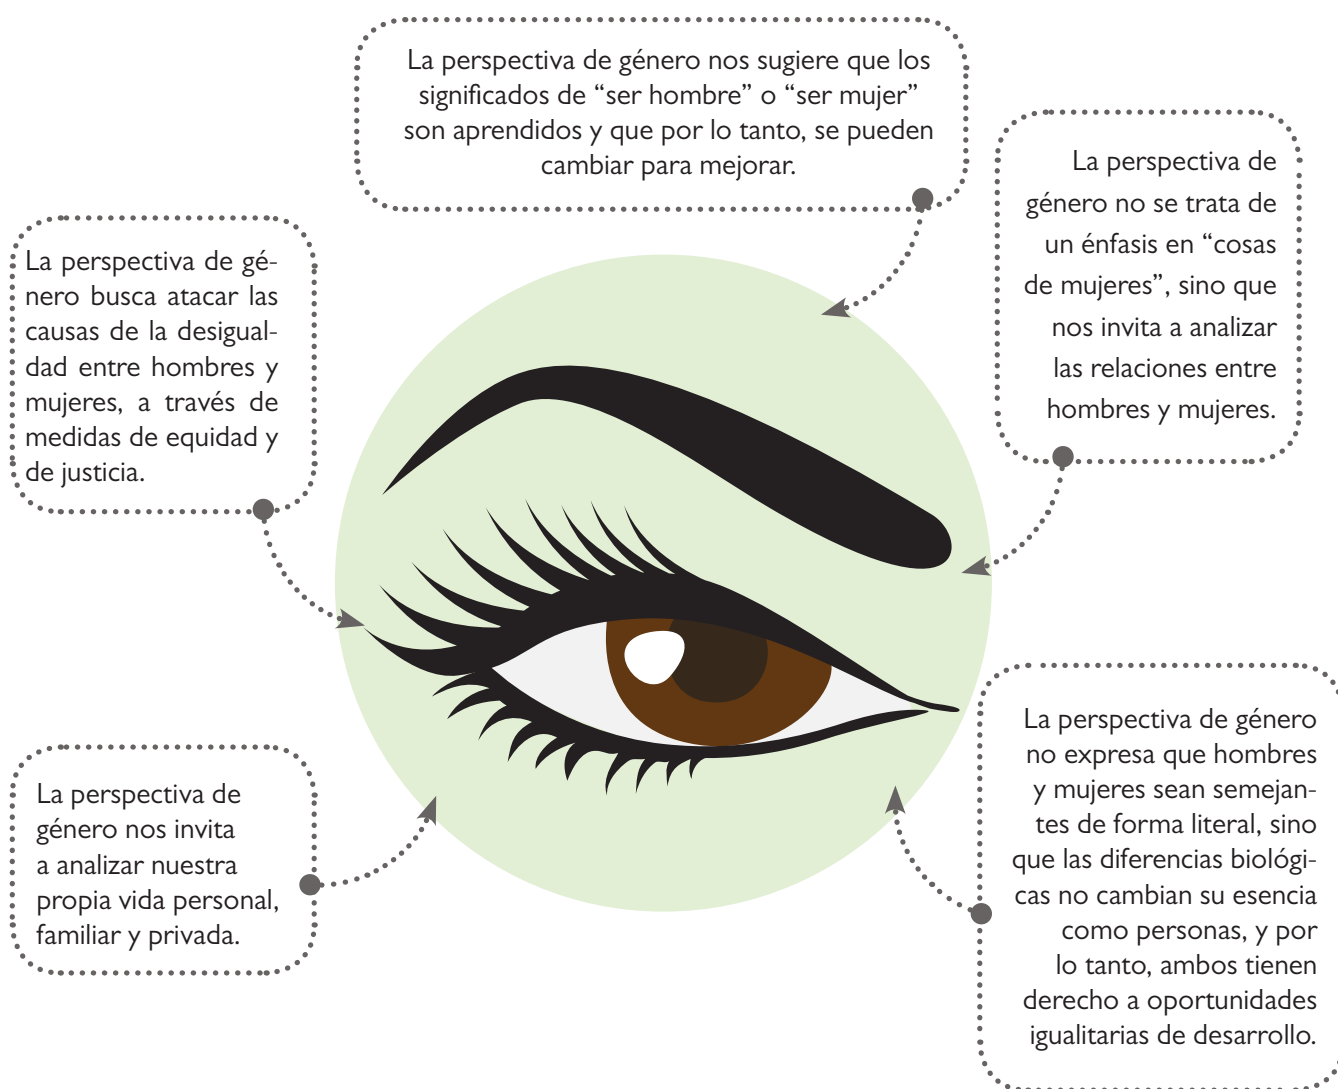 La perspectiva de género nos sugiere que los
significados de “ser hombre” o “ser mujer”
son aprendidos y que por lo tanto, se pueden
cambiar para mejorar.
La perspectiva de
género no se trata de
un énfasis en “cosas
de mujeres”, sino que
nos invita a analizar
las relaciones entre
hombres y mujeres.
La perspectiva de gé-
nero busca atacar las
causas de la desigual-
dad entre hombres y
mujeres, a través de
medidas de equidad y
de justicia.
La perspectiva de género
no expresa que hombres
y mujeres sean semejan-
tes de forma literal, sino
que las diferencias biológi-
cas no cambian su esencia
como personas, y por
lo tanto, ambos tienen
derecho a oportunidades
igualitarias de desarrollo.
La perspectiva de
género nos invita
a analizar nuestra
propia vida personal,
familiar y privada.